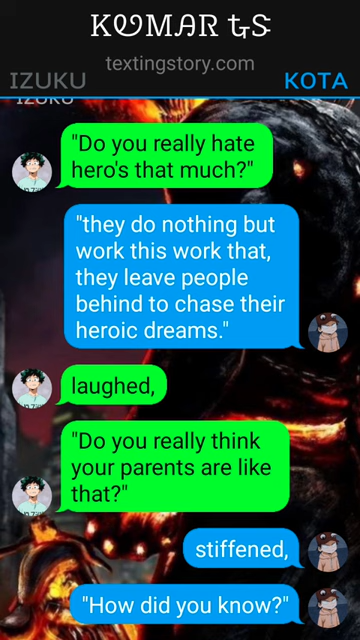 KUMAR ႱS
textingstory.com
IZUKU
KOTA
IZUKU
"Do you really hate
hero's that much?"
"they do nothing but
work this work that,
they leave people
behind to chase their
heroic dreams."
laughed,
"Do you really think
your parents are like
that?"
stiffened,
"How did you know?"